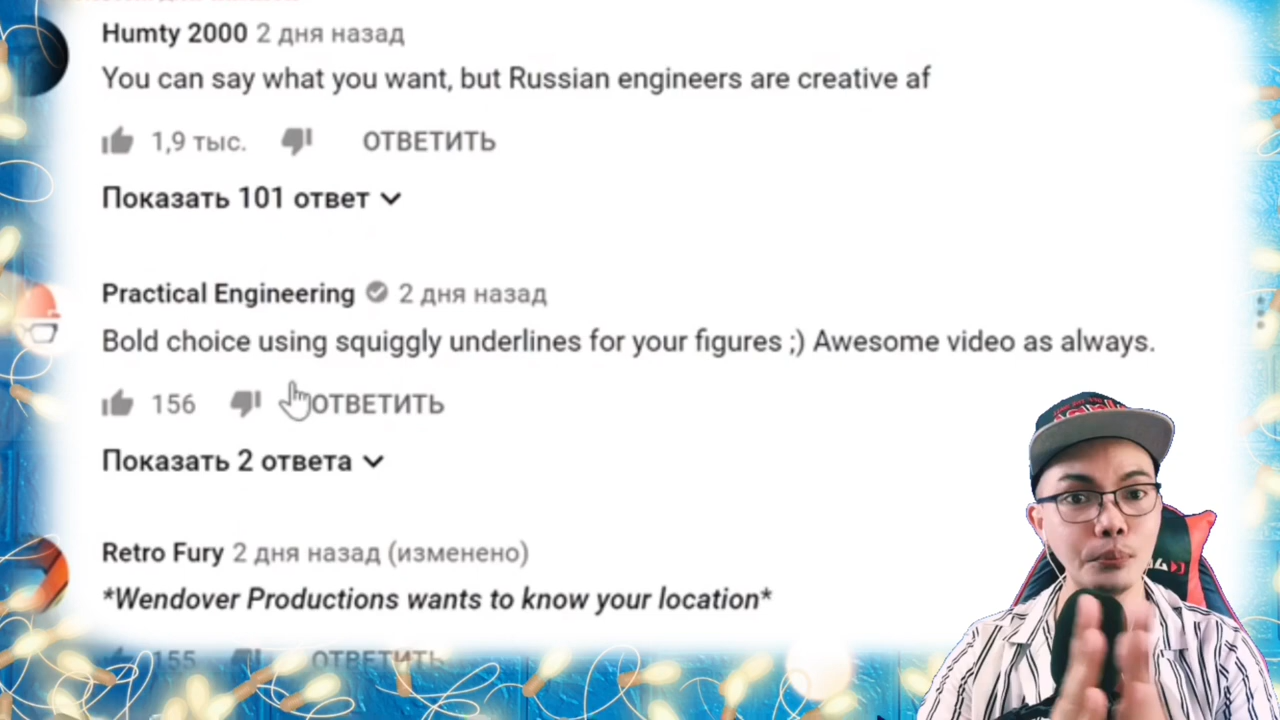 Humty 2000 2 дня назад
You can say what you want, but Russian engineers are creative af
1,9 тыс. ОТВЕТИТЬ
Показать 101 ответ
Practical Engineering 2 дня назад
Bold choice using squiggly underlines for your figures ;) Awesome video as always.
156 ОТВЕТИТЬ
Показать 2 ответа
Retro Fury 2 дня назад (изменено)
*Wendover Productions wants to know your location*
155 ОТВЕТИТЬ